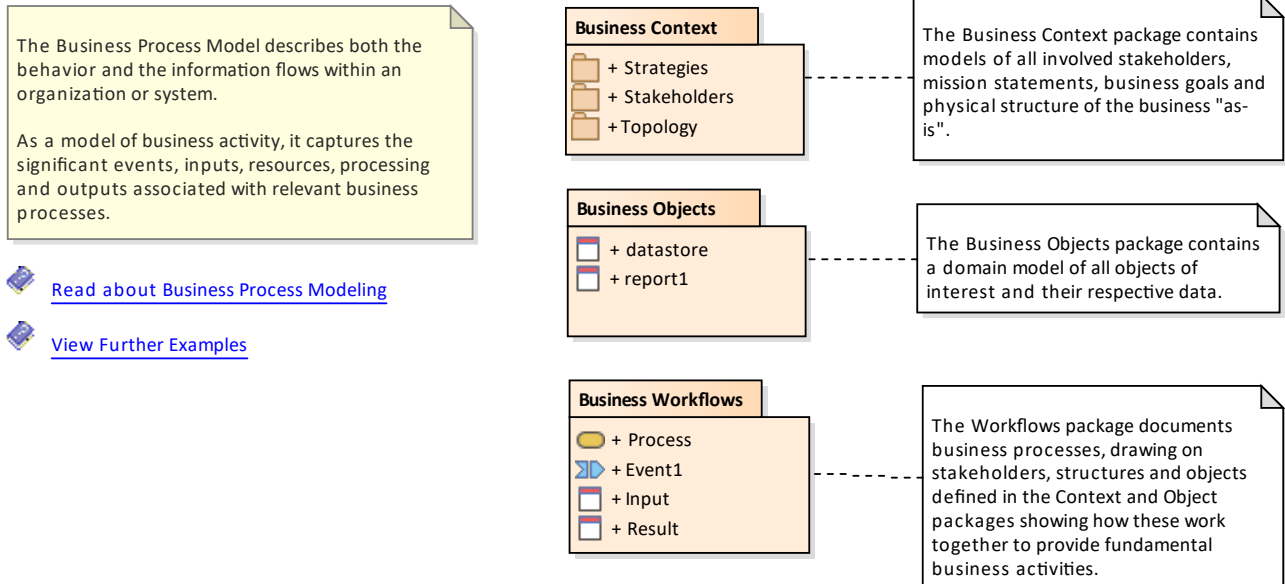 The Business Process Model describes both the
behavior and the information flows within an
organization or system.
As a model of business activity, it captures the
significant events, inputs, resources, processing
and outputs associated with relevant business
processes.
Read about Business Process Modeling
View Further Examples
Business Context
+ Strategies
+ Stakeholders
+ Topology
The Business Context package contains
models of all involved stakeholders,
mission statements, business goals and
physical structure of the business "as-
is".
Business Objects
+ datastore
+ report1
The Business Objects package contains
a domain model of all objects of
interest and their respective data.
Business Workflows
+ Process
+ Event1
+ Input
+ Result
The Workflows package documents
business processes, drawing on
stakeholders, structures and objects
defined in the Context and Object
packages showing how these work
together to provide fundamental
business activities.